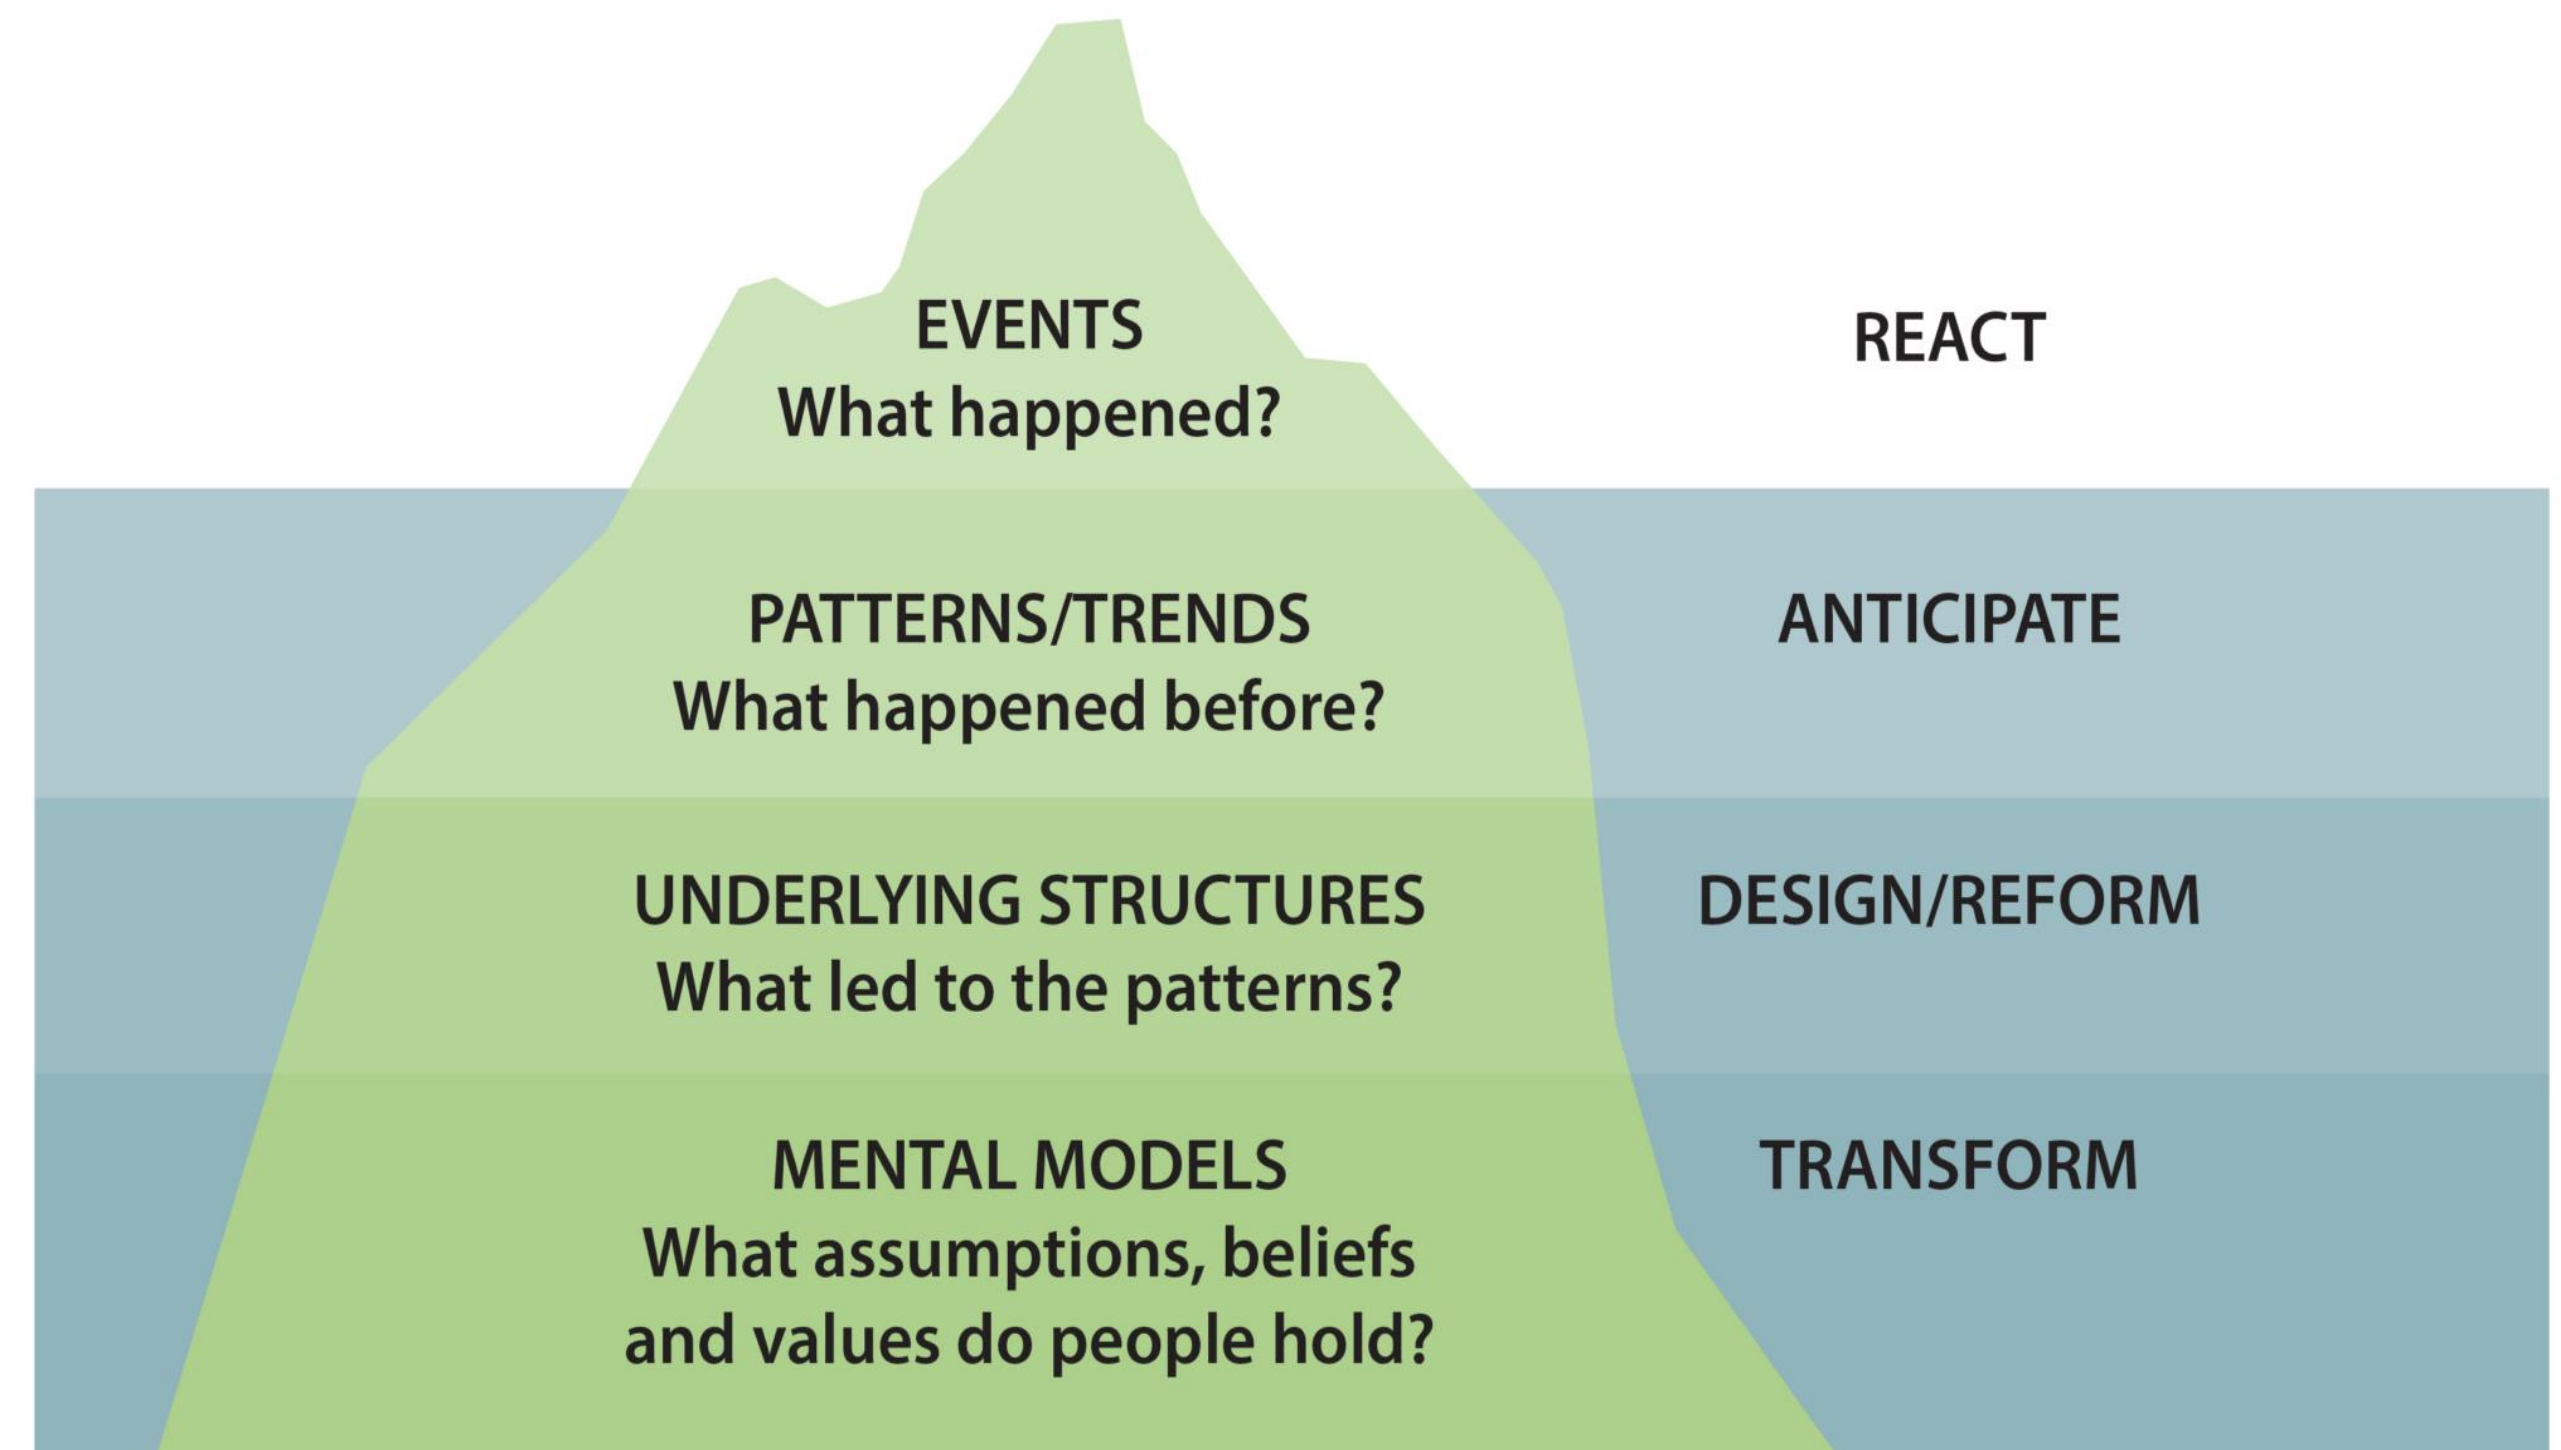 EVENTS
What happened?
REACT
PATTERNS/TRENDS
What happened before?
ANTICIPATE
UNDERLYING STRUCTURES
What led to the patterns?
DESIGN/REFORM
MENTAL MODELS
What assumptions, beliefs
and values do people hold?
TRANSFORM